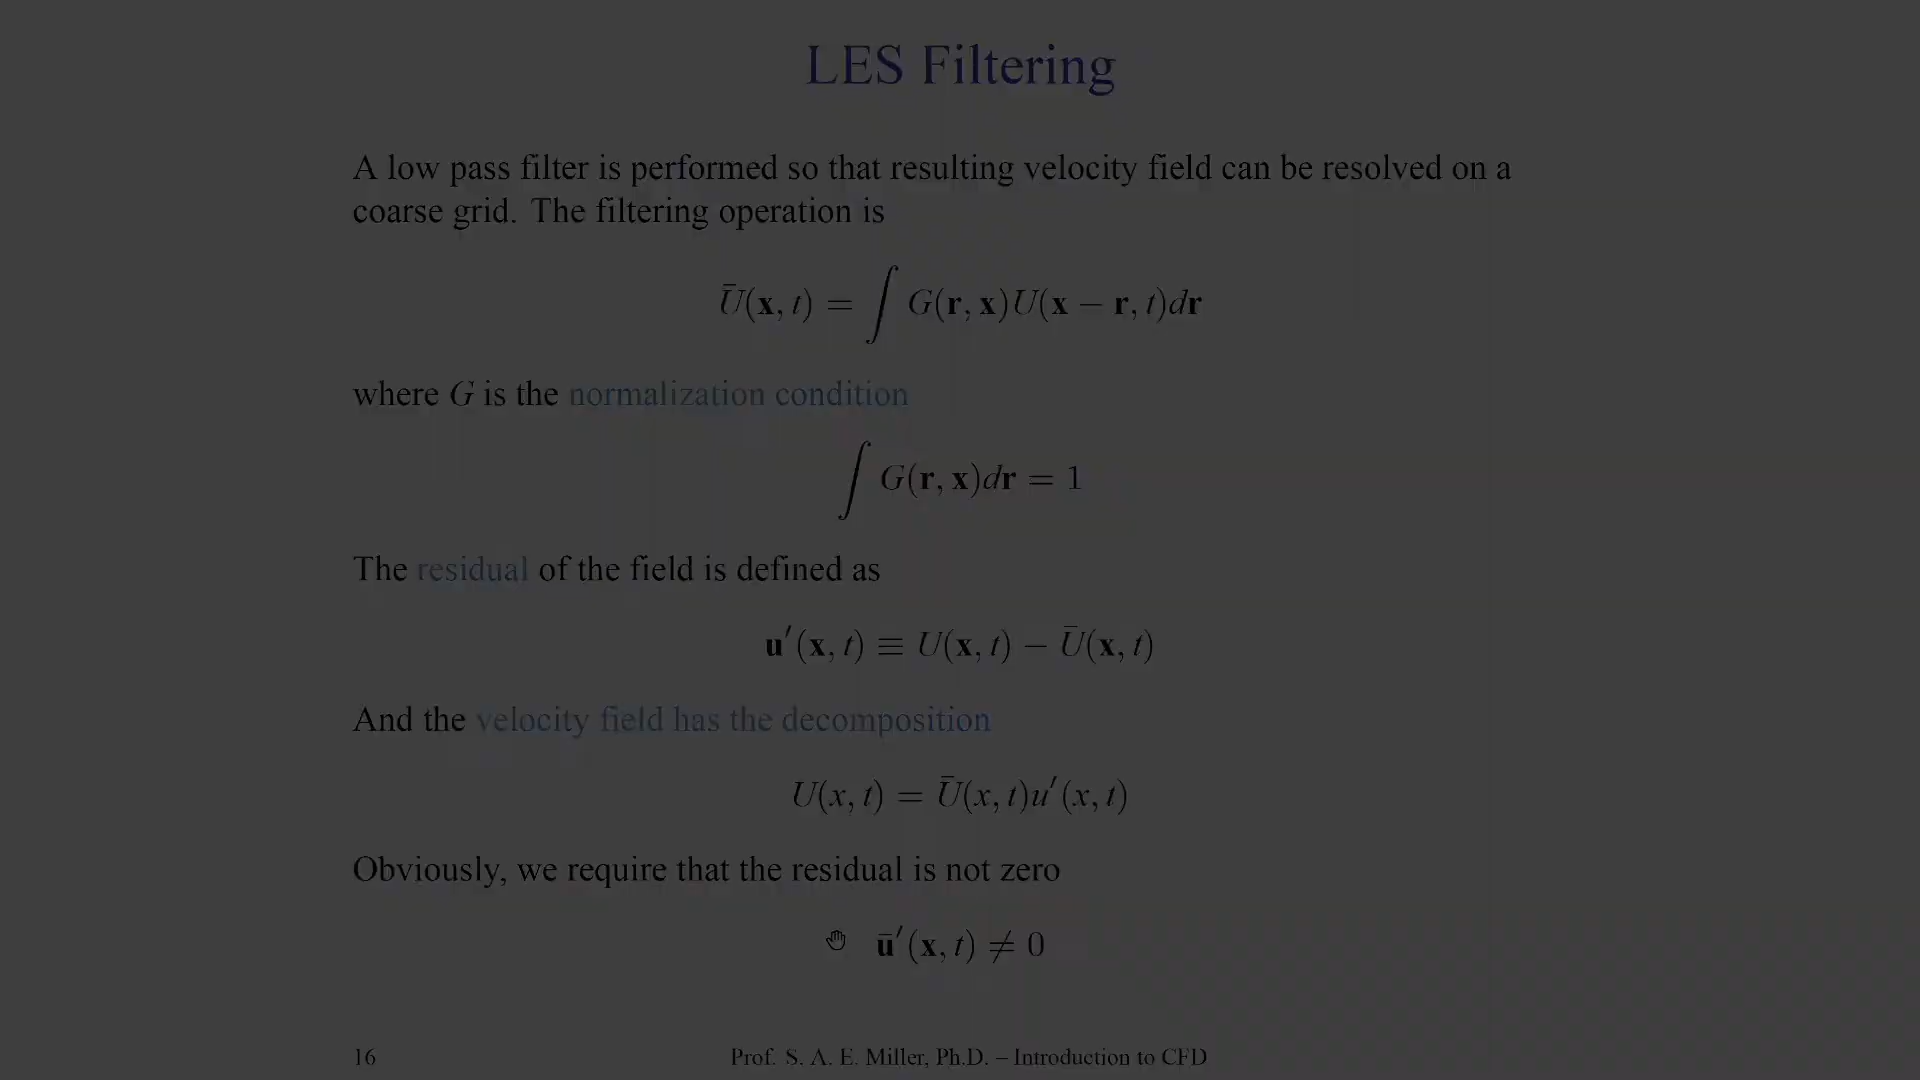 LES Filtering
A low pass filter is performed so that resulting velocity field can be resolved on a
coarse grid. The filtering operation is
Ū(x, t) = ∫ G(r, x)U(x − r, t)dr
where G is the normalization condition
∫ G(r, x)dr = 1
The residual of the field is defined as
u′(x, t) ≡ U(x, t) − Ū(x, t)
And the velocity field has the decomposition
U(x, t) = Ū(x, t)u′(x, t)
Obviously, we require that the residual is not zero
ū′(x, t) ≠ 0
16 Prof. S. A. E. Miller, Ph.D. – Introduction to CFD